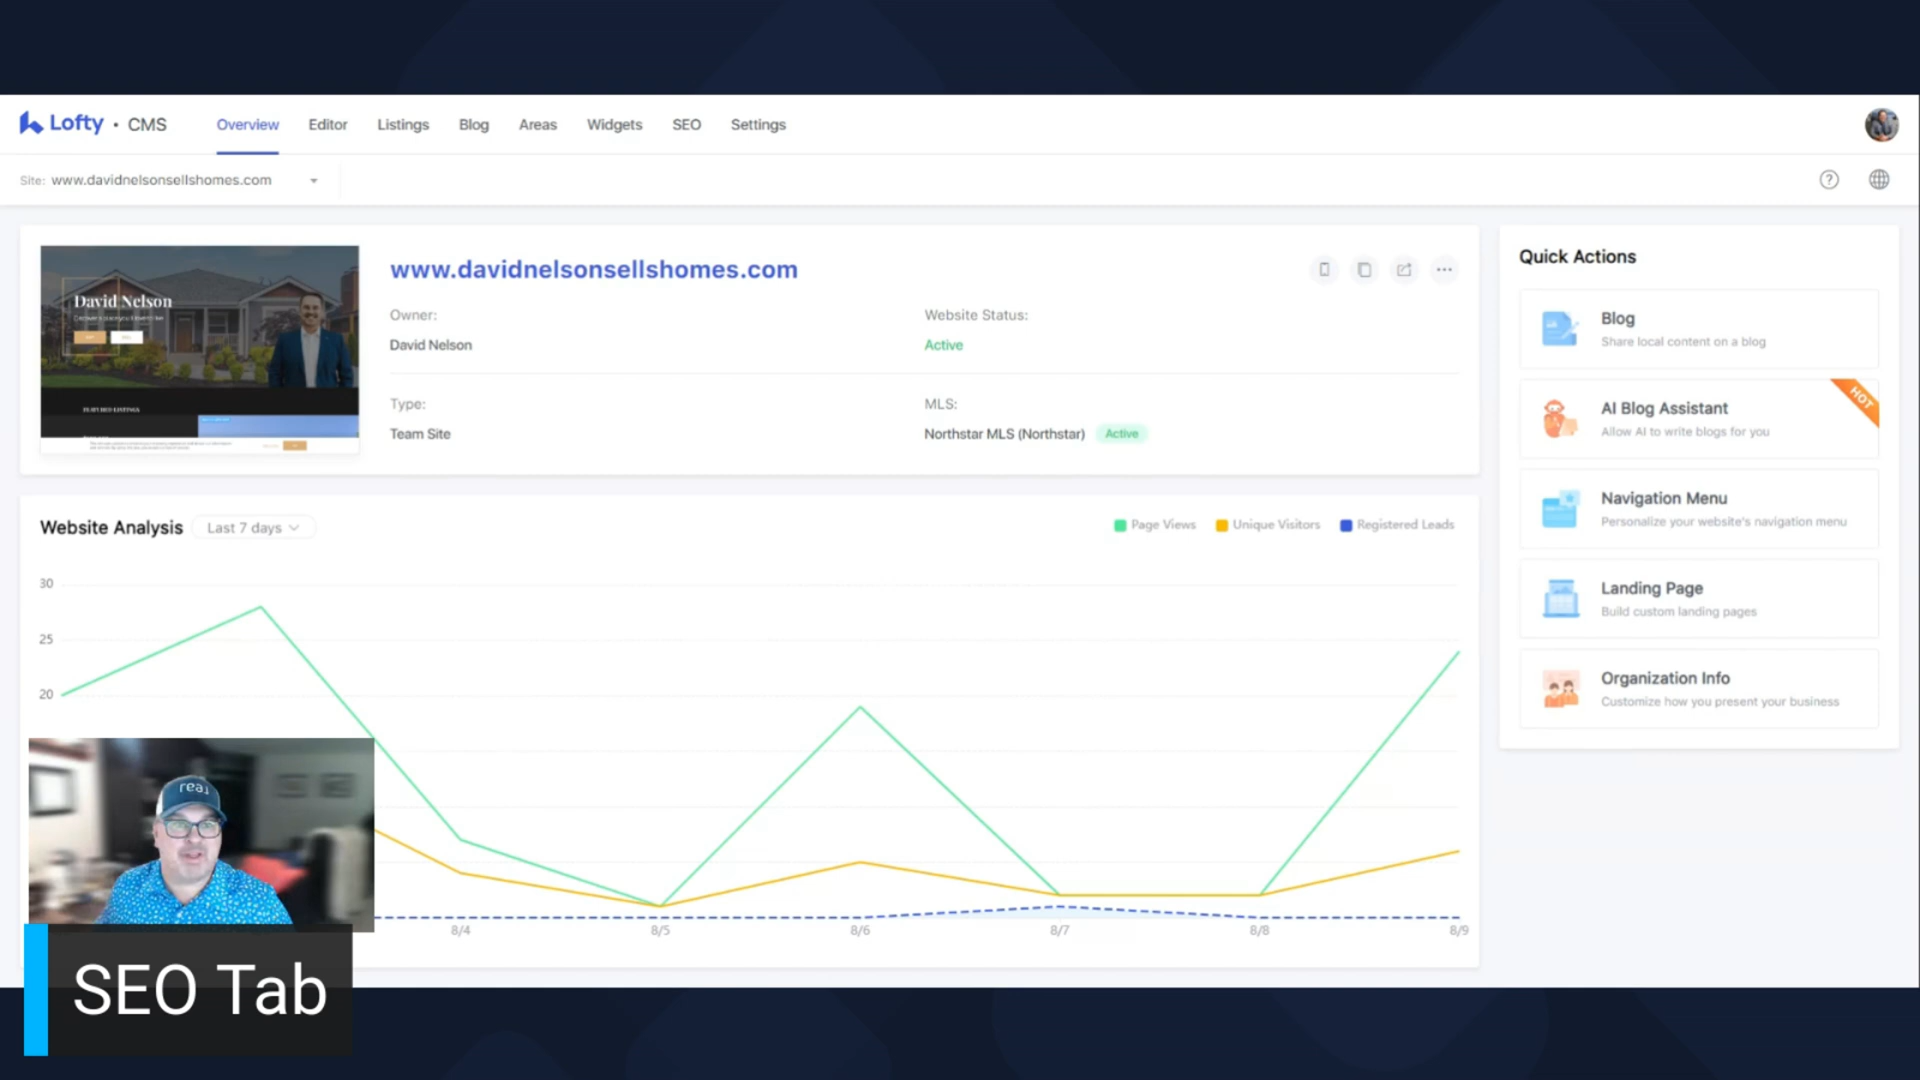 Lofty • CMS
Overview
Editor
Listings
Blog
Areas
Widgets
SEO
Settings
Site: www.davidnelsonsellshomes.com
David Nelson
FEATURED LISTINGS
www.davidnelsonsellshomes.com
Owner:
David Nelson
Website Status:
Active
Type:
Team Site
MLS:
Northstar MLS (Northstar) Active
Quick Actions
Blog
Share local content on a blog
AI Blog Assistant
Allow AI to write blogs for you
HOT
Navigation Menu
Personalize your website's navigation menu
Landing Page
Build custom landing pages
Organization Info
Customize how you present your business
Website Analysis
Last 7 days
Page Views
Unique Visitors
Registered Leads
30
25
20
8/4
8/5
8/6
8/7
8/8
8/9
real
SEO Tab